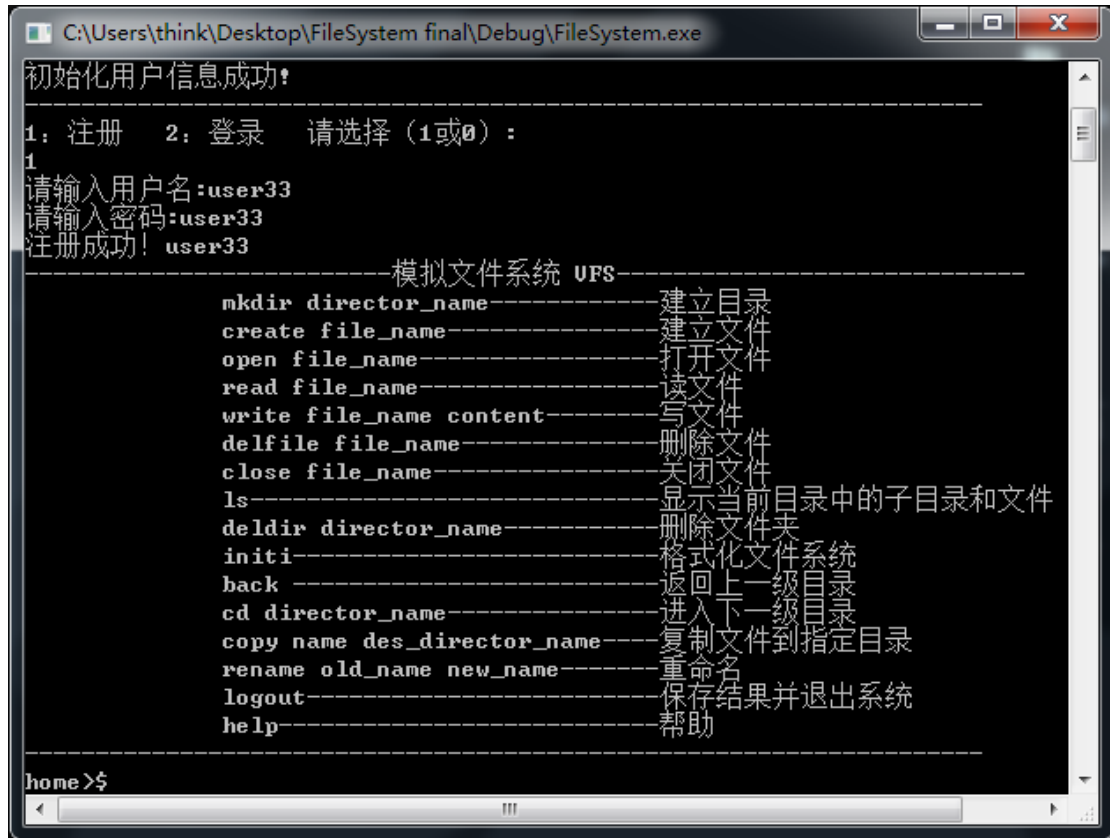 C:\Users\think\Desktop\FileSystem final\Debug\FileSystem.exe
初始化用户信息成功!
--------------------------------------------------------------------
1：注册   2：登录   请选择（1或0）:
1
请输入用户名:user33
请输入密码:user33
注册成功！user33
--------------------------模拟文件系统 VFS-----------------------------
mkdir director_name------------建立目录
create file_name---------------建立文件
open file_name-----------------打开文件
read file_name-----------------读文件
write file_name content--------写文件
delfile file_name--------------删除文件
close file_name----------------关闭文件
ls-----------------------------显示当前目录中的子目录和文件
deldir director_name-----------删除文件夹
initi--------------------------格式化文件系统
back --------------------------返回上一级目录
cd director_name---------------进入下一级目录
copy name des_director_name----复制文件到指定目录
rename old_name new_name-------重命名
logout-------------------------保存结果并退出系统
help---------------------------帮助
--------------------------------------------------------------------
home>$